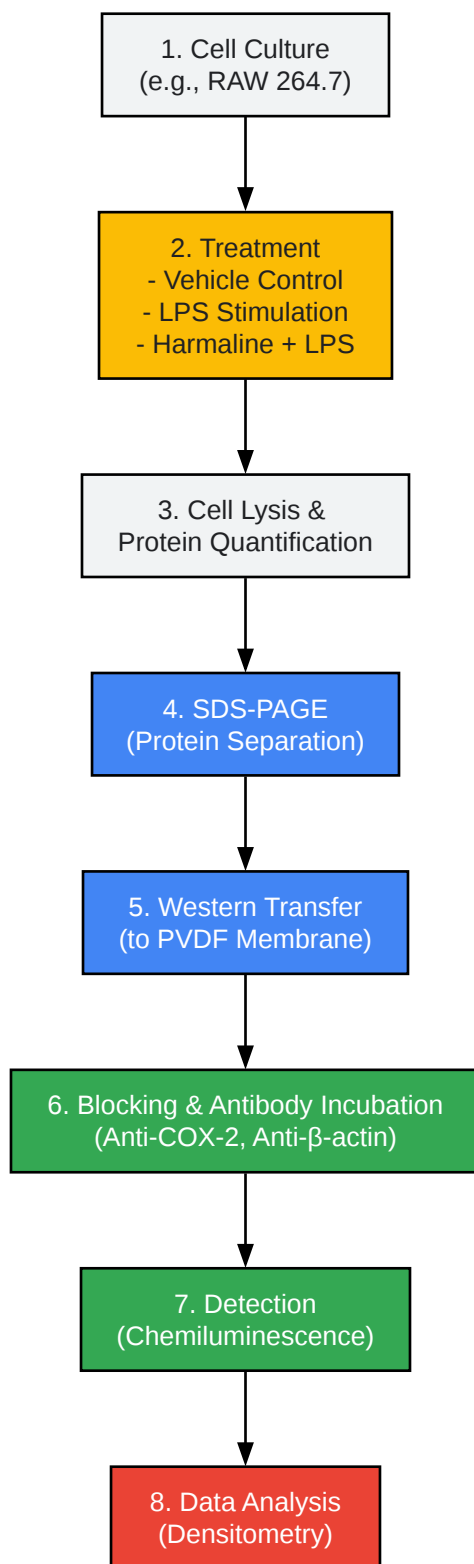 1. Cell Culture
(e.g., RAW 264.7)
2. Treatment
- Vehicle Control
- LPS Stimulation
- Harmaline + LPS
3. Cell Lysis &
Protein Quantification
4. SDS-PAGE
(Protein Separation)
5. Western Transfer
(to PVDF Membrane)
6. Blocking & Antibody Incubation
(Anti-COX-2, Anti-β-actin)
7. Detection
(Chemiluminescence)
8. Data Analysis
(Densitometry)